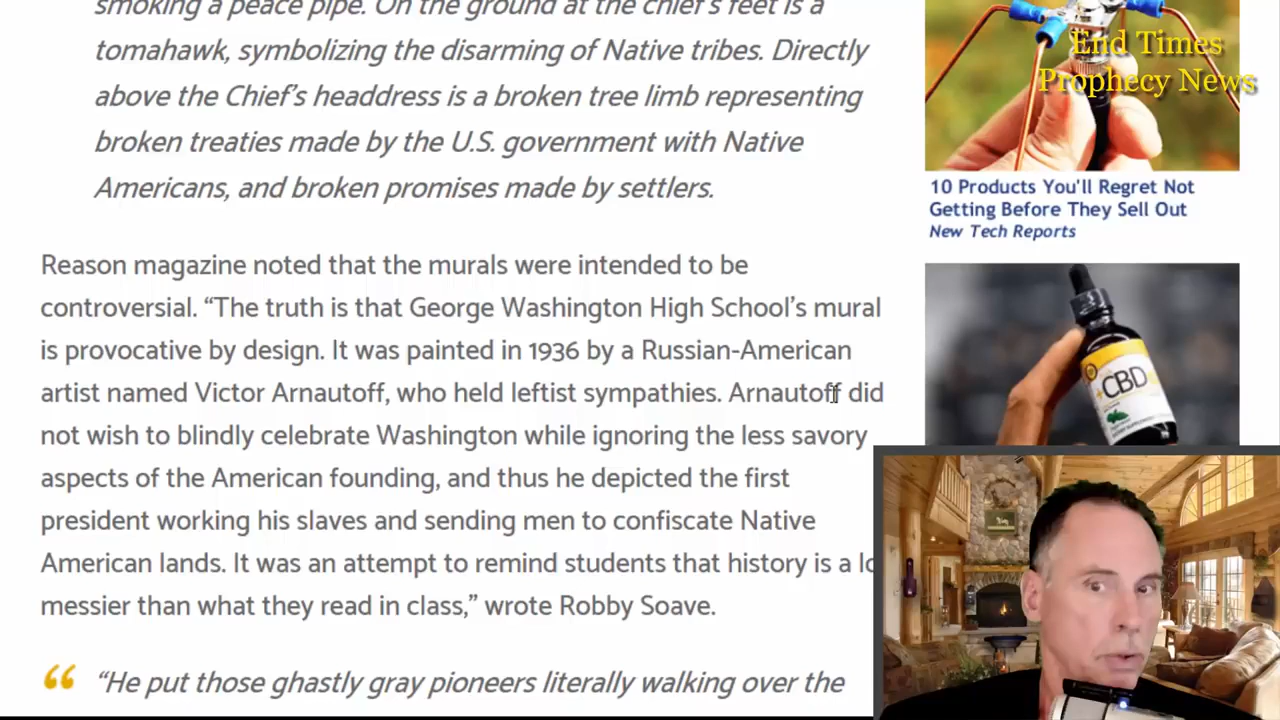 smoking a peace pipe. On the ground at the chief's feet is a
tomahawk, symbolizing the disarming of Native tribes. Directly
above the Chief's headdress is a broken tree limb representing
broken treaties made by the U.S. government with Native
Americans, and broken promises made by settlers.
Reason magazine noted that the murals were intended to be
controversial. “The truth is that George Washington High School’s mural
is provocative by design. It was painted in 1936 by a Russian-American
artist named Victor Arnautoff, who held leftist sympathies. Arnautoff did
not wish to blindly celebrate Washington while ignoring the less savory
aspects of the American founding, and thus he depicted the first
president working his slaves and sending men to confiscate Native
American lands. It was an attempt to remind students that history is a
messier than what they read in class,” wrote Robby Soave.
“ “He put those ghastly gray pioneers literally walking over the
End Times
Prophecy News
10 Products You'll Regret Not
Getting Before They Sell Out
New Tech Reports
+CBD